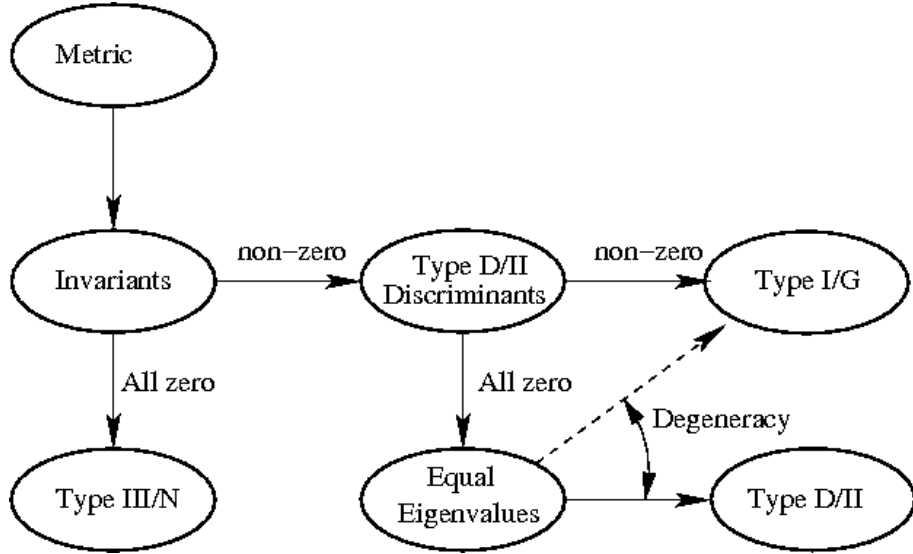 Metric
Invariants
non−zero
Type D/II
Discriminants
non−zero
Type I/G
All zero
All zero
Degeneracy
Type III/N
Equal
Eigenvalues
Type D/II